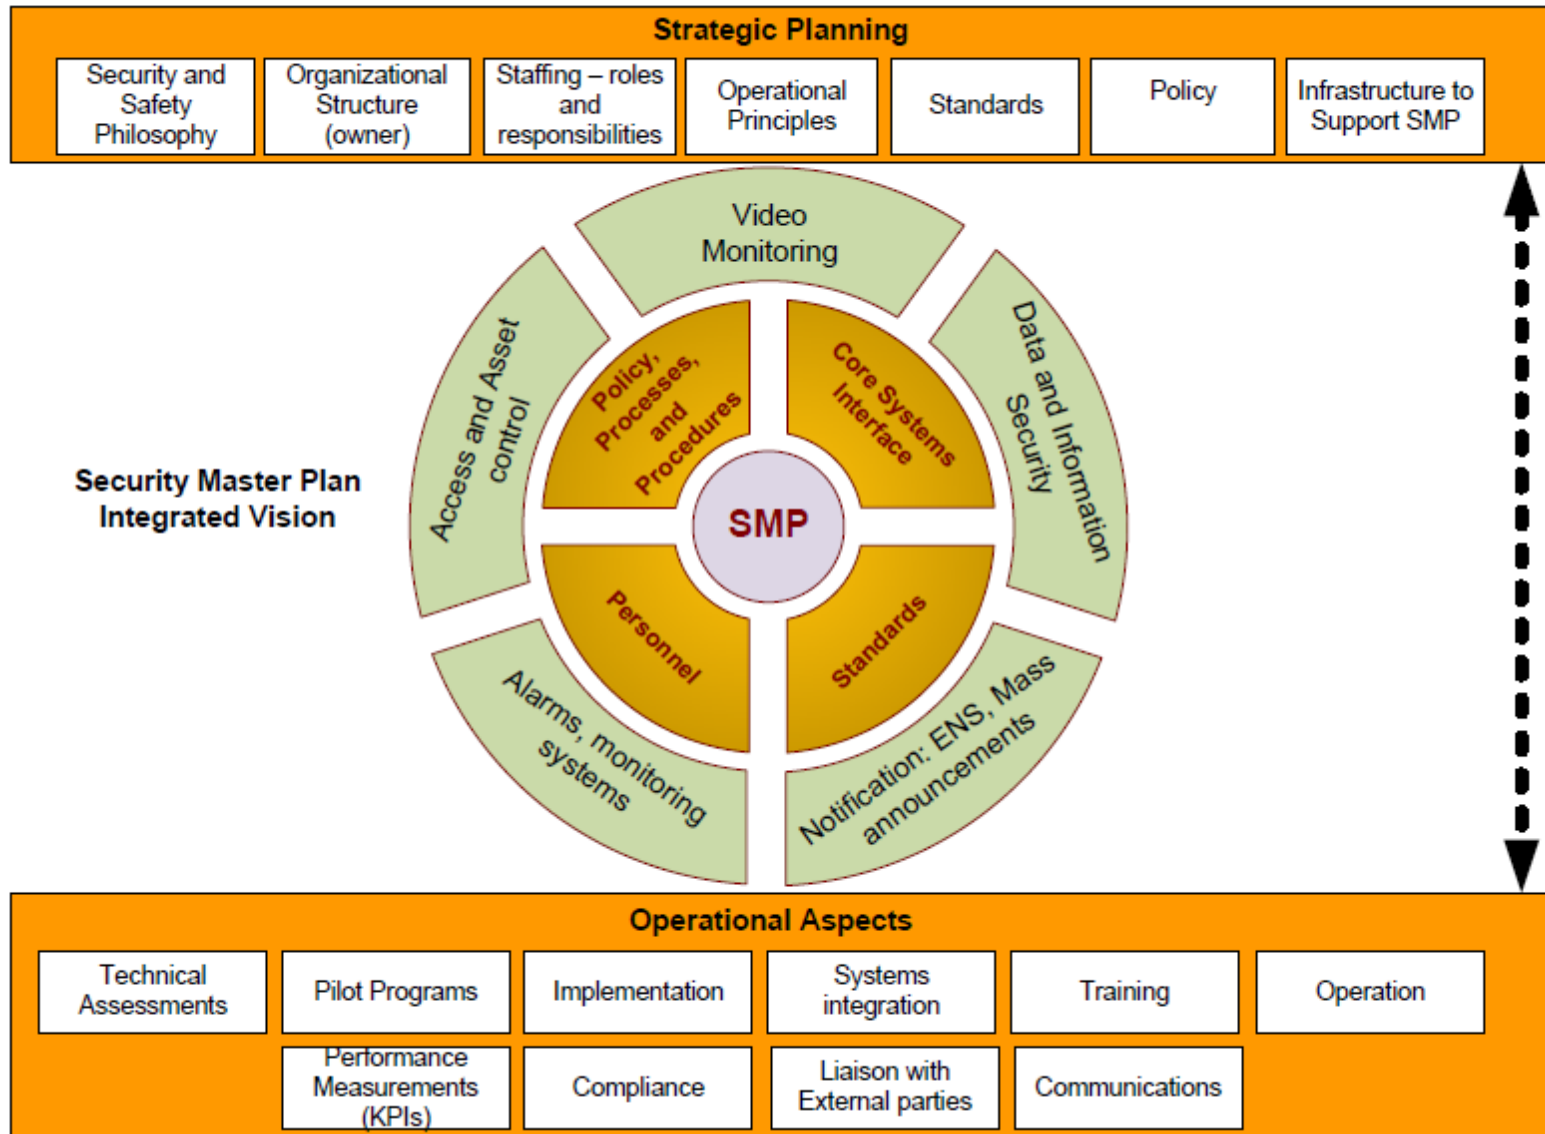 Strategic Planning
Security and
Safety
Philosophy
Organizational
Structure
(owner)
Staffing – roles
and
responsibilities
Operational
Principles
Standards
Policy
Infrastructure to
Support SMP
Video
Monitoring
Access and Asset
control
Data and Information
Security
Policy,
Processes,
and
Procedures
Core Systems
Interface
Security Master Plan
Integrated Vision
SMP
Personnel
Standards
Alarms, monitoring
systems
Notification: ENS, Mass
announcements
Operational Aspects
Technical
Assessments
Pilot Programs
Implementation
Systems
integration
Training
Operation
Performance
Measurements
(KPIs)
Compliance
Liaison with
External parties
Communications